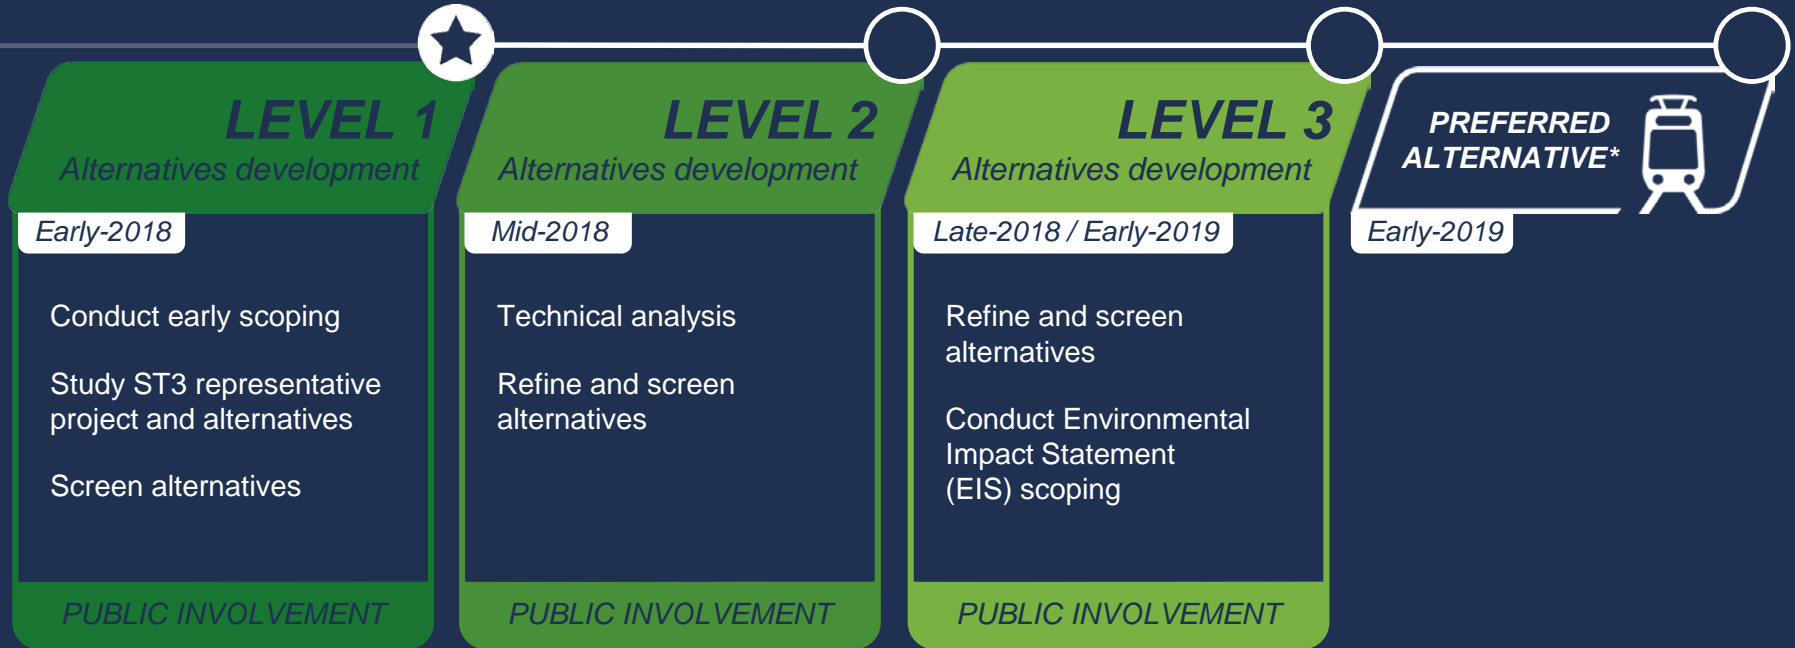 LEVEL 1
Alternatives development
Early-2018
Conduct early scoping
Study ST3 representative
project and alternatives
Screen alternatives
PUBLIC INVOLVEMENT
LEVEL 2
Alternatives development
Mid-2018
Technical analysis
Refine and screen
alternatives
PUBLIC INVOLVEMENT
LEVEL 3
Alternatives development
Late-2018 / Early-2019
Refine and screen
alternatives
Conduct Environmental
Impact Statement
(EIS) scoping
PUBLIC INVOLVEMENT
PREFERRED
ALTERNATIVE*
Early-2019